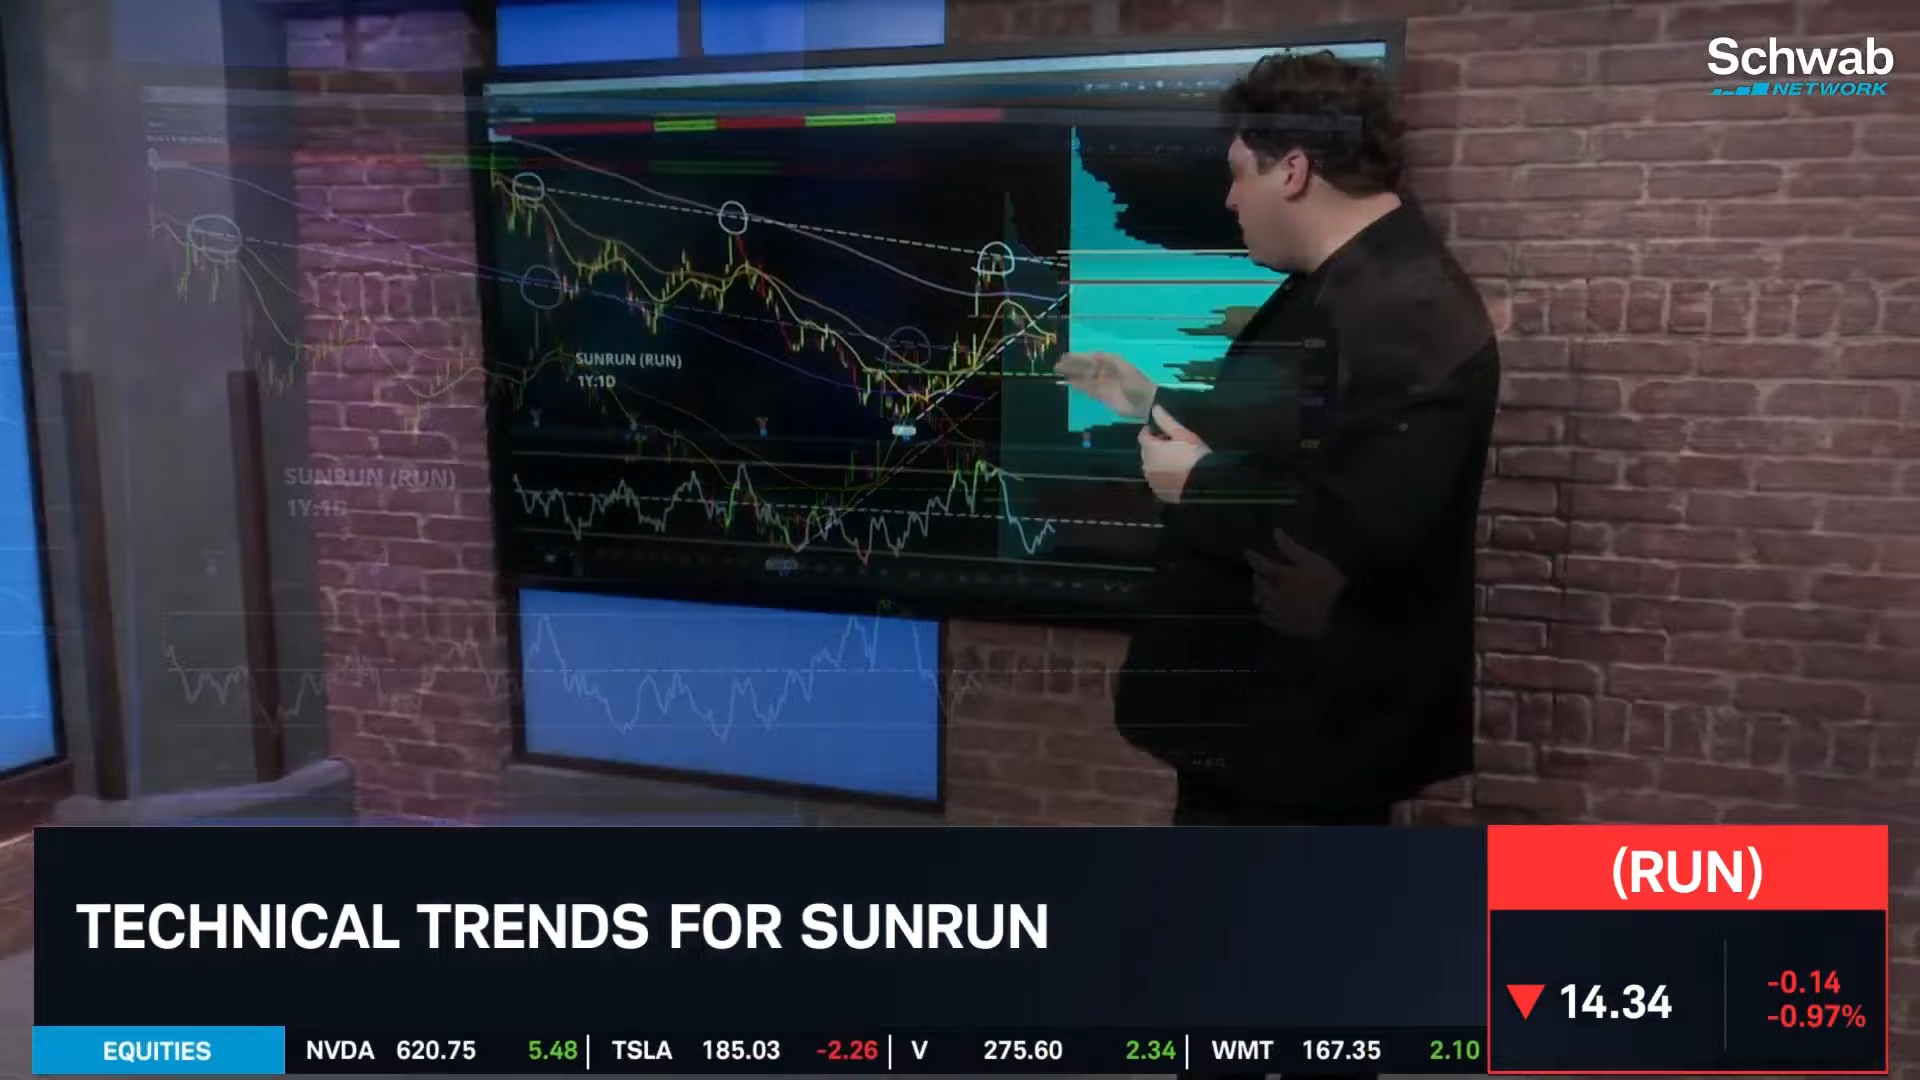 Schwab
NETWORK
SUNRUN (RUN)
1Y:1D
SUNRUN (RUN)
1Y:1D
TECHNICAL TRENDS FOR SUNRUN
(RUN)
14.34
-0.14
-0.97%
EQUITIES
NVDA 620.75 5.48 TSLA 185.03 -2.26 V 275.60 2.34 WMT 167.35 2.10